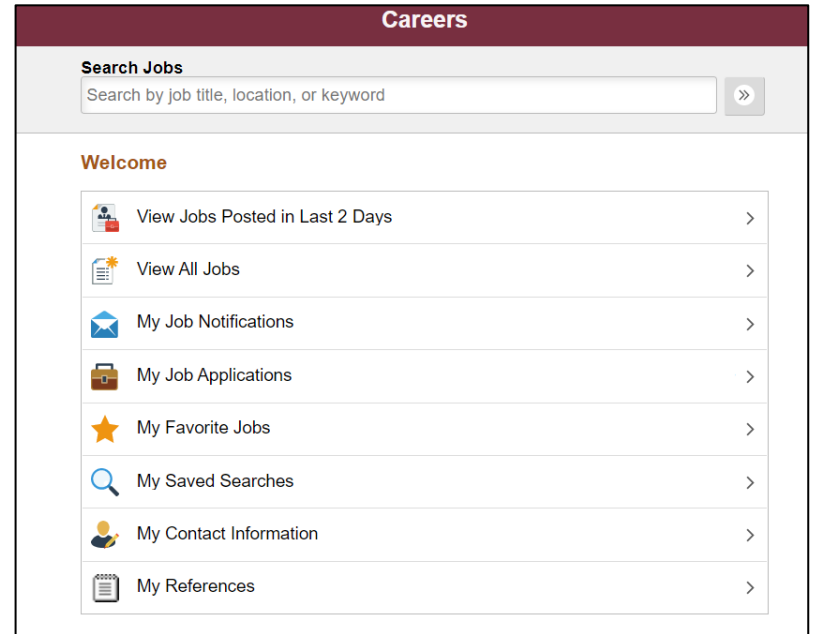 Careers
Search Jobs
Search by job title, location, or keyword
Welcome
View Jobs Posted in Last 2 Days
View All Jobs
My Job Notifications
My Job Applications
My Favorite Jobs
My Saved Searches
My Contact Information
My References